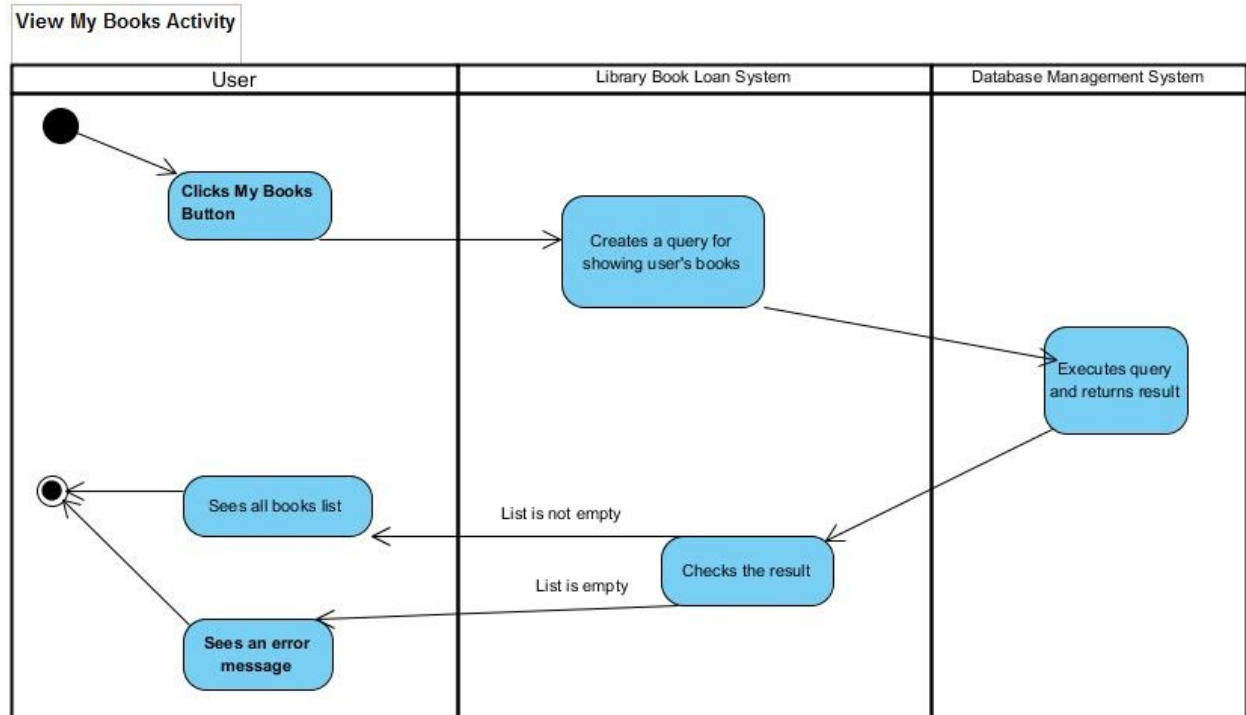 View My Books Activity
User
Library Book Loan System
Database Management System
Clicks My Books
Button
Creates a query for
showing user's books
Executes query
and returns result
Sees all books list
List is not empty
Checks the result
List is empty
Sees an error
message